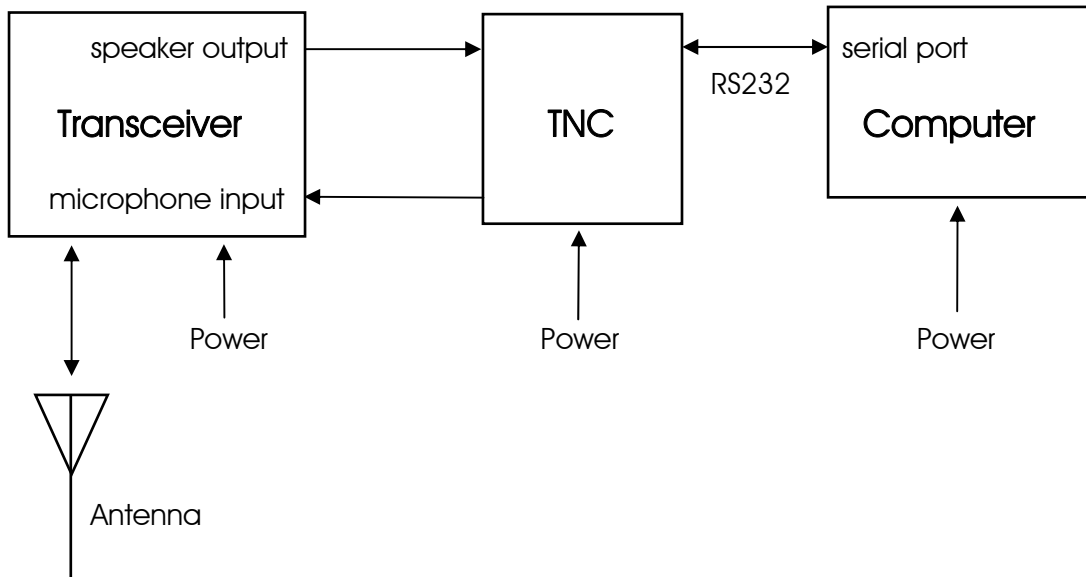 speaker output
Transceiver
microphone input
TNC
RS232
serial port
Computer
Power
Power
Power
Antenna